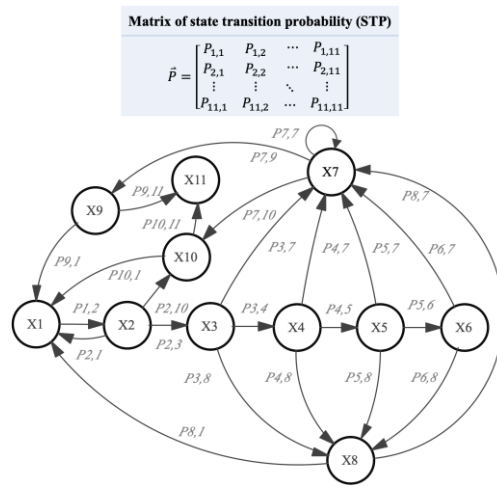 Matrix of state transition probability (STP)
P⃗ = [P1,1 P1,2 ⋯ P1,11
P2,1 P2,2 ⋯ P2,11
⋮ ⋮ ⋱ ⋮
P11,1 P11,2 ⋯ P11,11]
P7,7
P7,9
X7
X11
P9,11
X9
P10,11
P7,10
P8,7
X10
P3,7
P4,7
P5,7
P6,7
P9,1
P10,1
P1,2
P2,10
P3,4
P4,5
P5,6
X1
X2
X3
X4
X5
X6
P2,3
P2,1
P3,8
P4,8
P5,8
P6,8
P8,1
X8